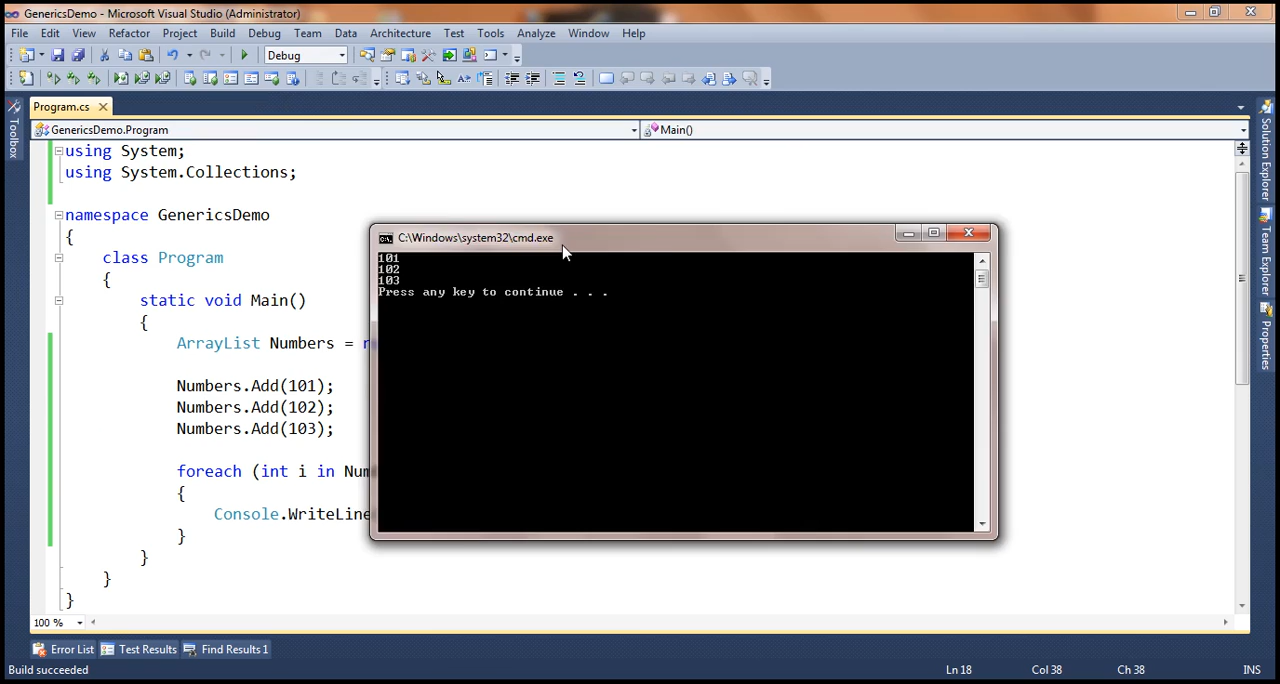 GenericsDemo - Microsoft Visual Studio (Administrator)
File Edit View Refactor Project Build Debug Team Data Architecture Test Tools Analyze Window Help
Debug
Program.cs
GenericsDemo.Program
Main()
Toolbox
Solution Explorer
Team Explorer
Properties
using System;
using System.Collections;
namespace GenericsDemo
{
class Program
{
static void Main()
{
ArrayList Numbers = n
Numbers.Add(101);
Numbers.Add(102);
Numbers.Add(103);
foreach (int i in Num
{
Console.WriteLine
}
}
}
}
C:\Windows\system32\cmd.exe
101
102
103
Press any key to continue . . .
100 %
Error List Test Results Find Results 1
Build succeeded
Ln 18 Col 38 Ch 38 INS